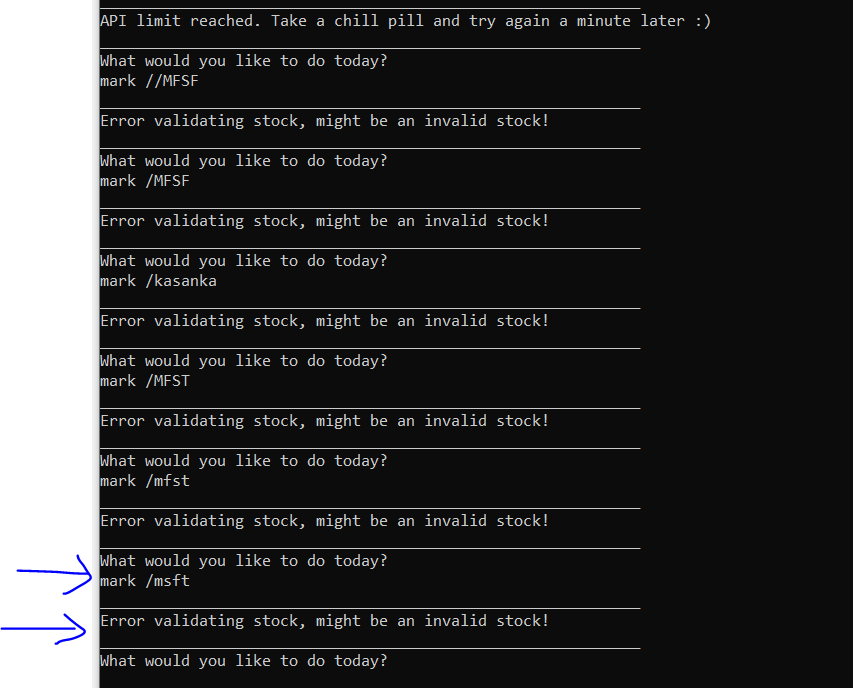 API limit reached. Take a chill pill and try again a minute later :)
What would you like to do today?
mark //MFSF
Error validating stock, might be an invalid stock!
What would you like to do today?
mark /MFSF
Error validating stock, might be an invalid stock!
What would you like to do today?
mark /kasanka
Error validating stock, might be an invalid stock!
What would you like to do today?
mark /MFST
Error validating stock, might be an invalid stock!
What would you like to do today?
mark /mfst
Error validating stock, might be an invalid stock!
What would you like to do today?
mark /msft
Error validating stock, might be an invalid stock!
What would you like to do today?